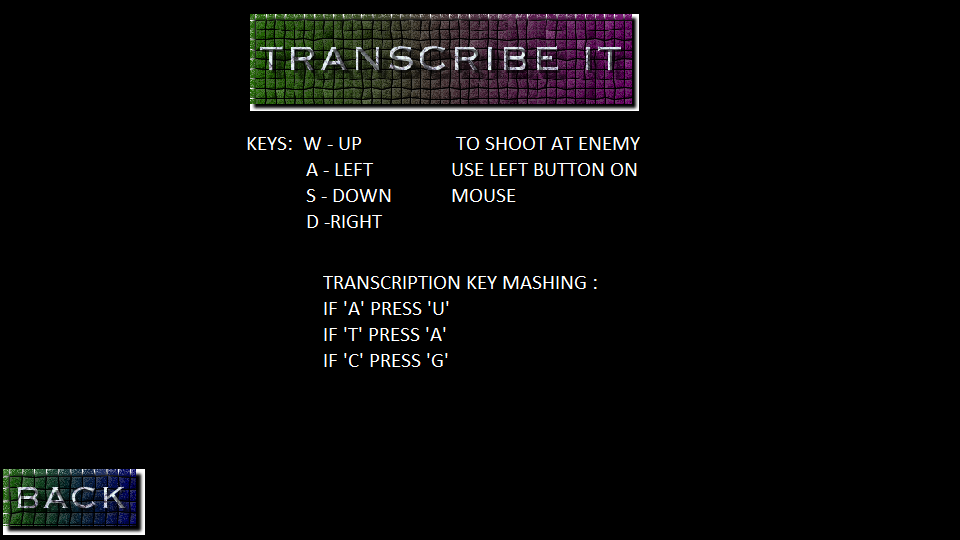 TRANSCRIBE IT
KEYS: W - UP
A - LEFT
S - DOWN
D -RIGHT
TO SHOOT AT ENEMY
USE LEFT BUTTON ON
MOUSE
TRANSCRIPTION KEY MASHING :
IF 'A' PRESS 'U'
IF 'T' PRESS 'A'
IF 'C' PRESS 'G'
BACK